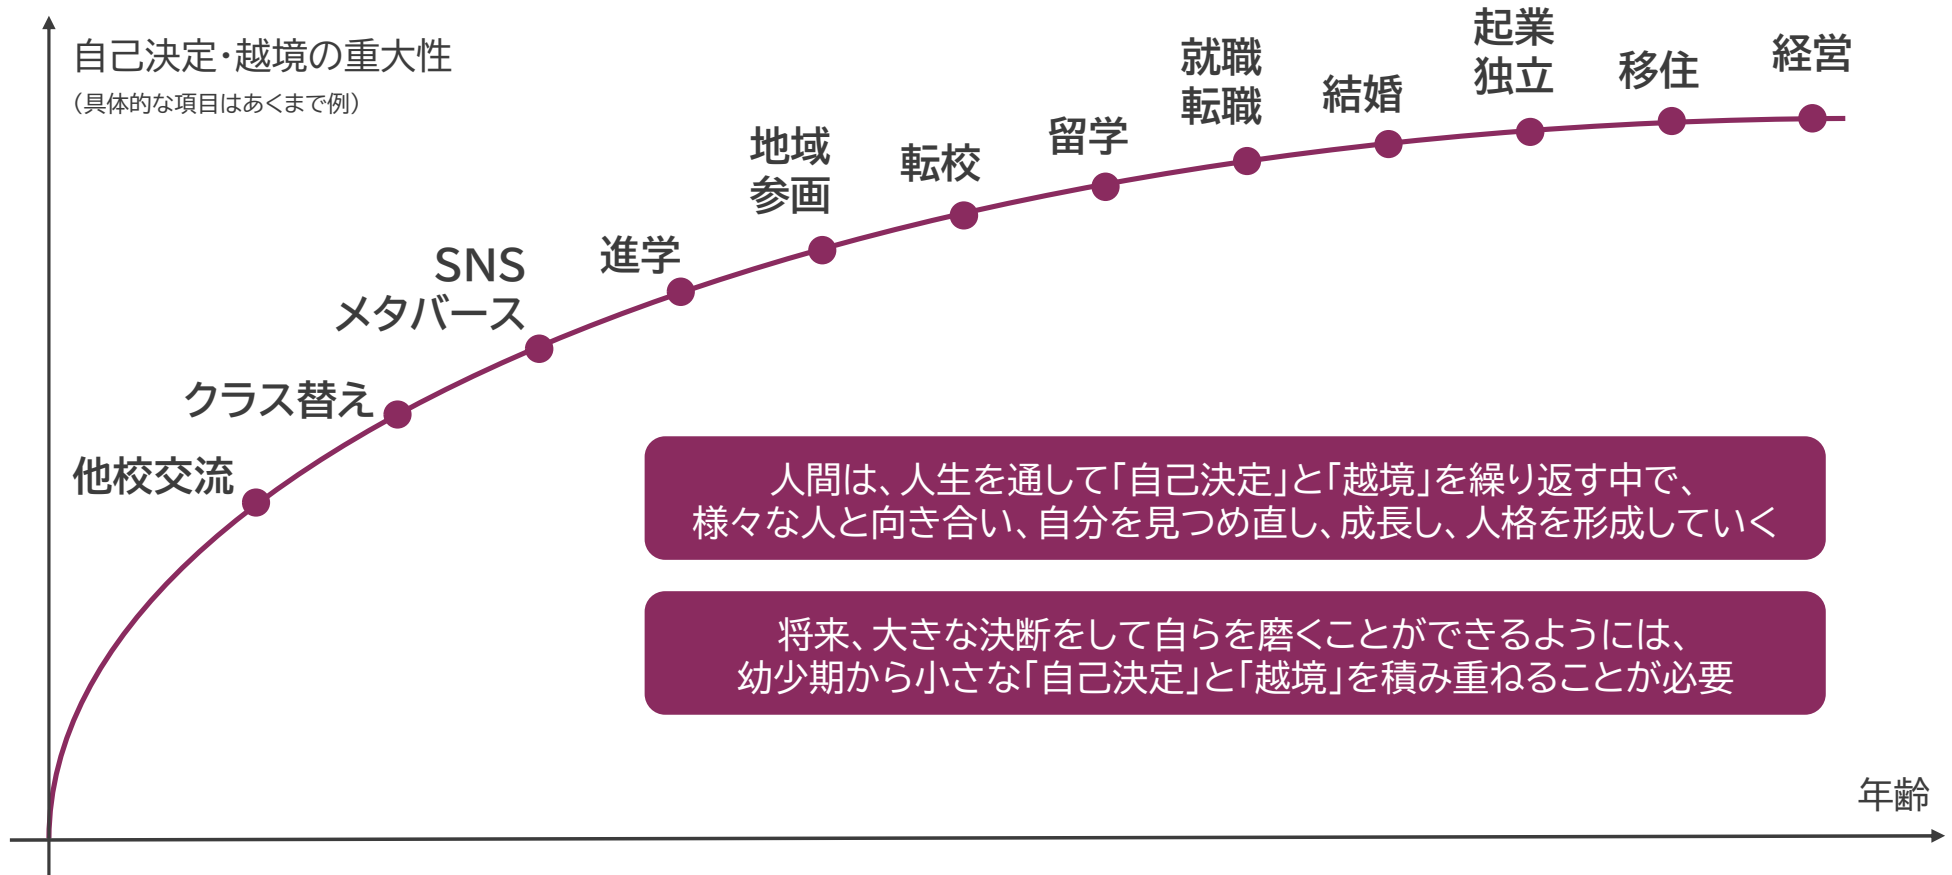 自己決定・越境の重大性
（具体的な項目はあくまで例）
他校交流
クラス替え
SNS
メタバース
進学
地域
参画
転校
留学
就職
転職
結婚
起業
独立
移住
経営
人間は、人生を通して「自己決定」と「越境」を繰り返す中で、
様々な人と向き合い、自分を見つめ直し、成長し、人格を形成していく
将来、大きな決断をして自らを磨くことができるようには、
幼少期から小さな「自己決定」と「越境」を積み重ねることが必要
年齢